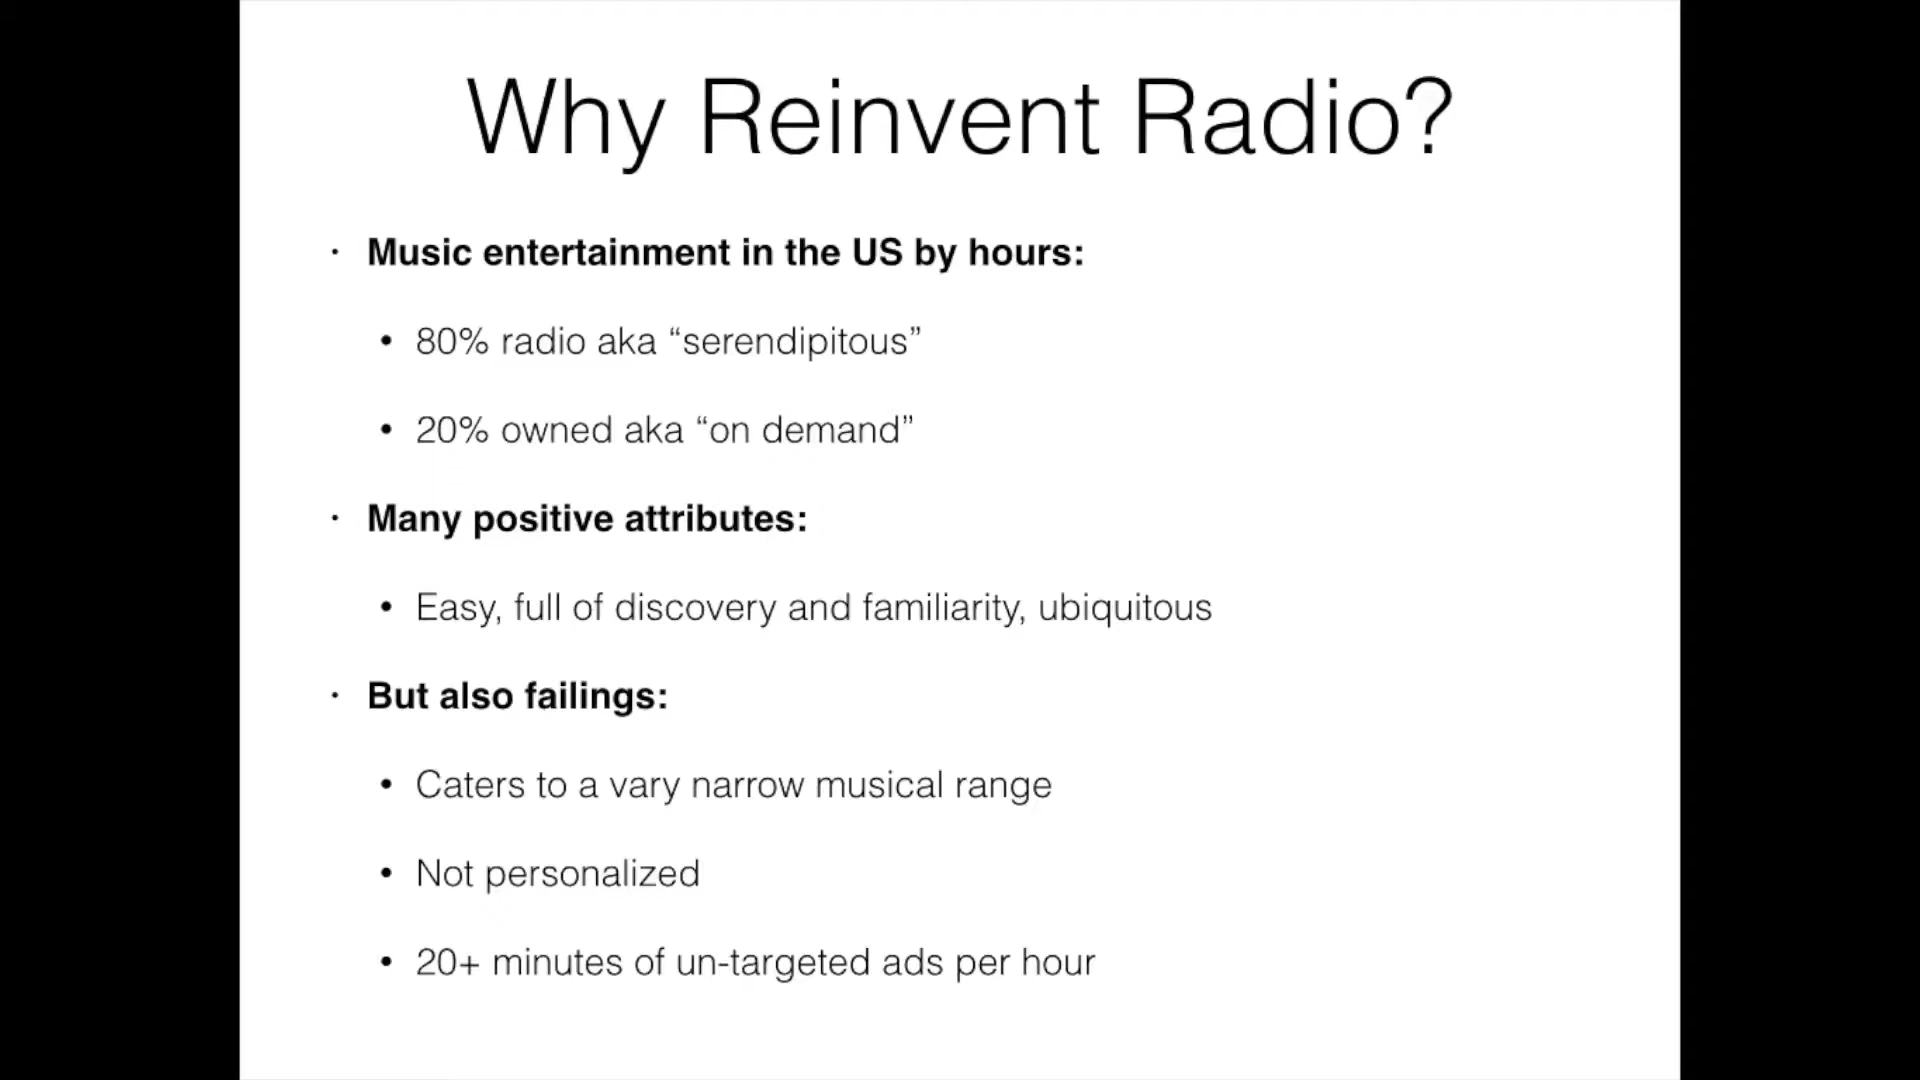 Why Reinvent Radio?
· Music entertainment in the US by hours:
• 80% radio aka “serendipitous”
• 20% owned aka “on demand”
· Many positive attributes:
• Easy, full of discovery and familiarity, ubiquitous
· But also failings:
• Caters to a vary narrow musical range
• Not personalized
• 20+ minutes of un-targeted ads per hour